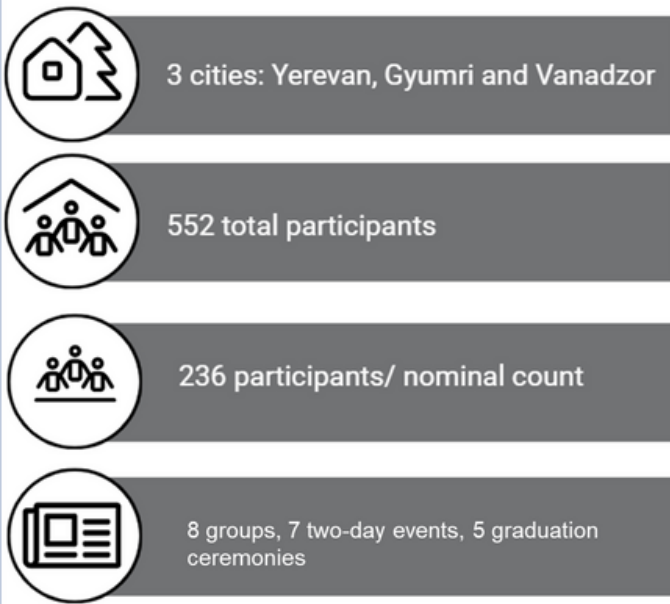 3 cities: Yerevan, Gyumri and Vanadzor
552 total participants
236 participants/ nominal count
8 groups, 7 two-day events, 5 graduation
ceremonies